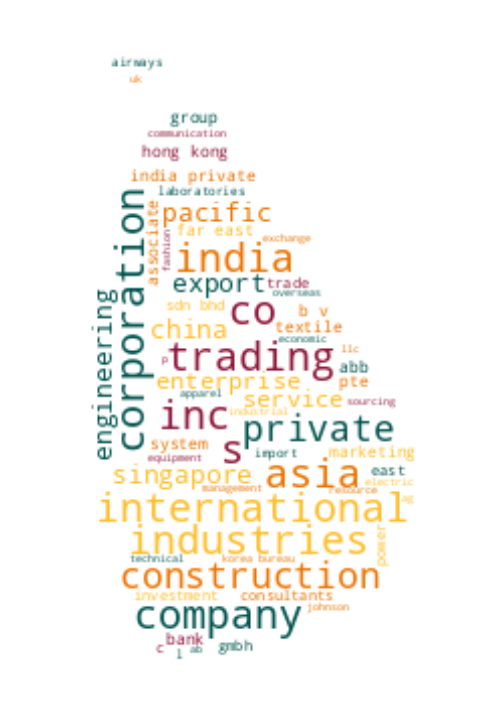 airways
uk
group
communication
hong kong
india private
laboratories
corporation
associate
pacific
fashion
far east
exchange
india
export
trade
overseas
engineering
sdn bhd
co
b v
china
textile
economic
p
trading
llc
abb
enterprise
pte
apparel
service
sourcing
inc
industrial
private
system
s
import
marketing
equipment
singapore
asia
east
electric
management
resource
international
ag
industries
power
technical
korea bureau
construction
investment
consultants
company
johnson
bank
c
l
ab
gmbh